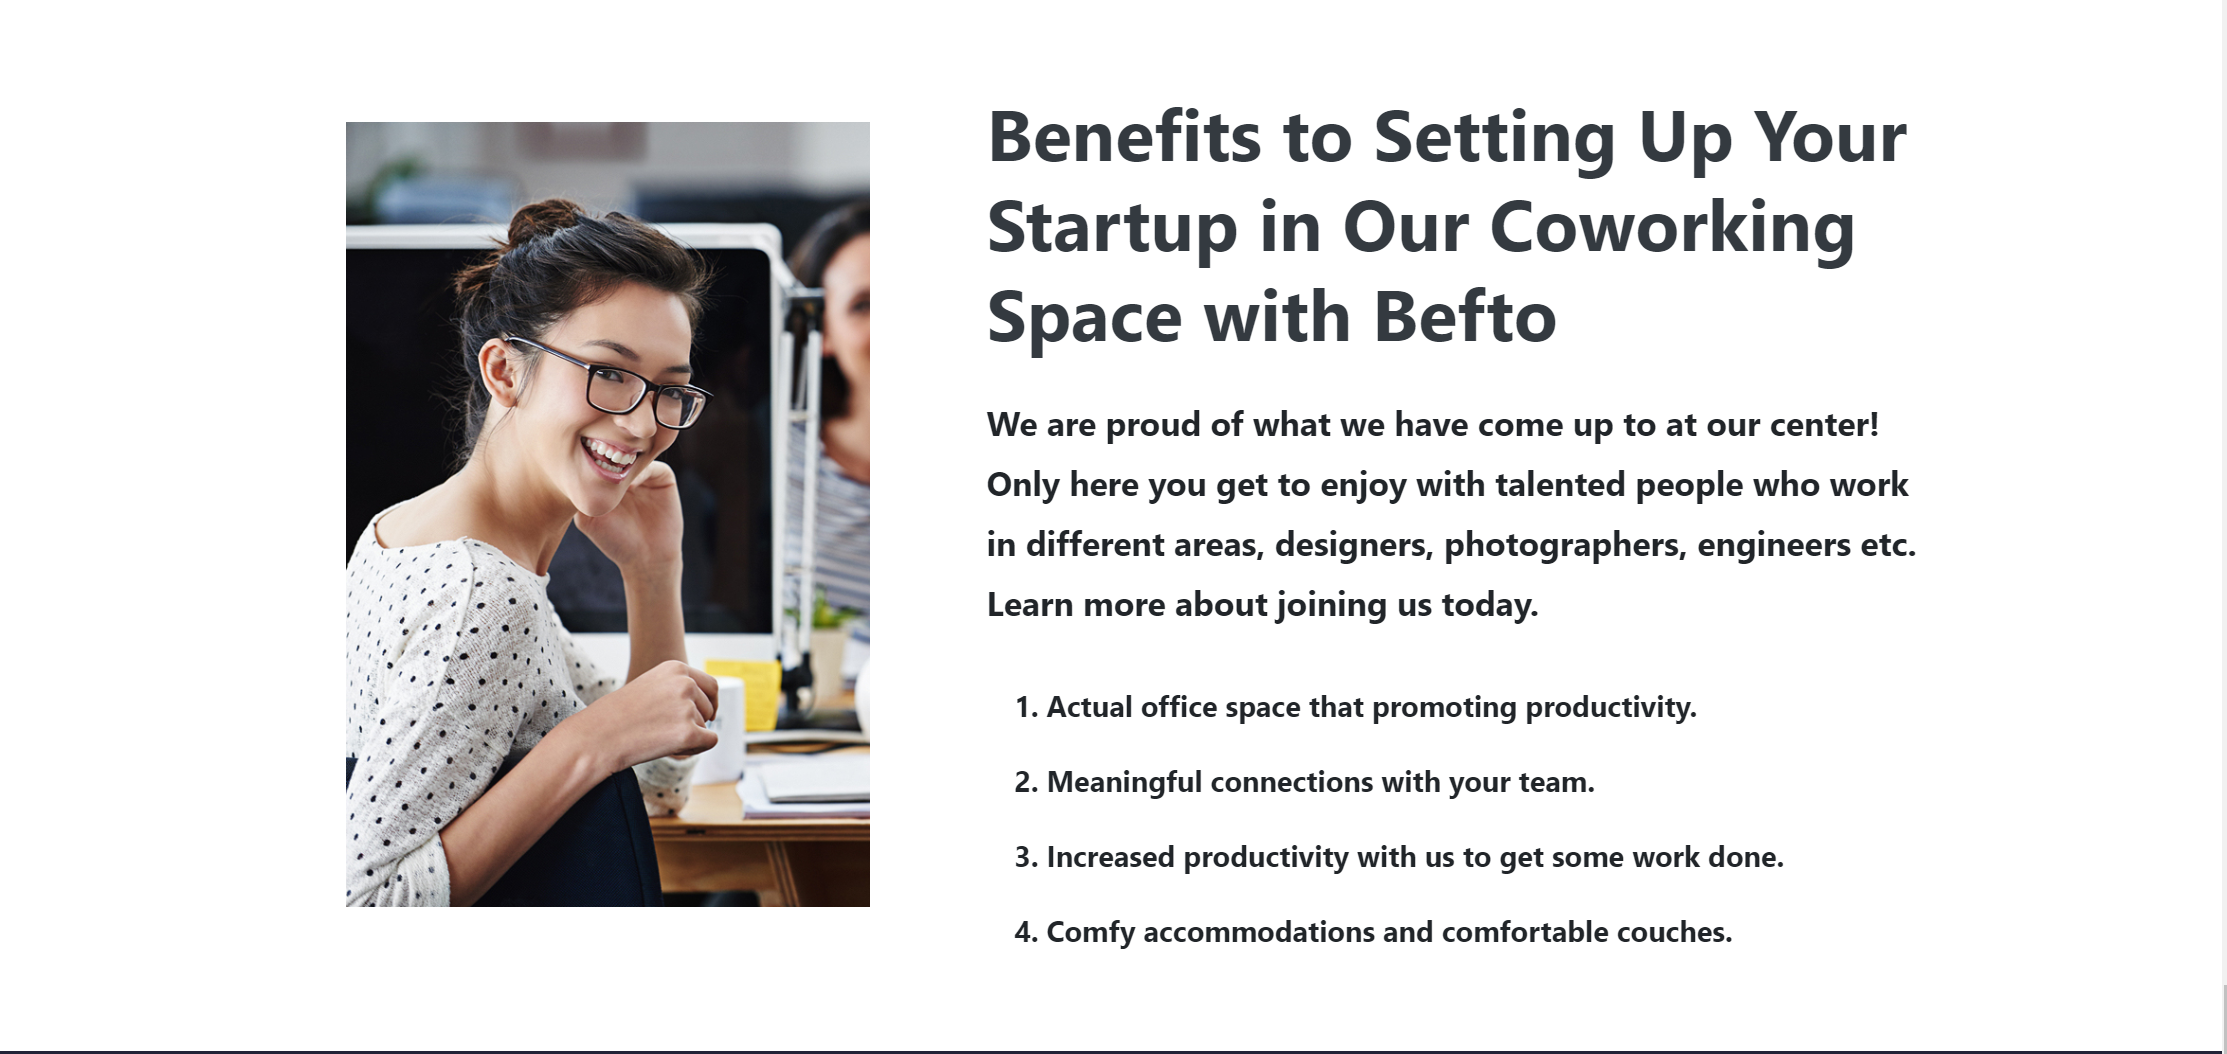 Benefits to Setting Up Your
Startup in Our Coworking
Space with Befto
We are proud of what we have come up to at our center!
Only here you get to enjoy with talented people who work
in different areas, designers, photographers, engineers etc.
Learn more about joining us today.
1. Actual office space that promoting productivity.
2. Meaningful connections with your team.
3. Increased productivity with us to get some work done.
4. Comfy accommodations and comfortable couches.